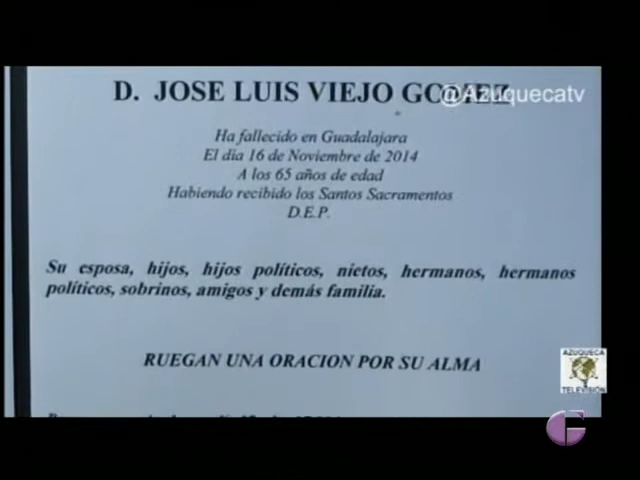 D. JOSE LUIS VIEJO GOMEZ
@Azuquecatv
Ha fallecido en Guadalajara
El día 16 de Noviembre de 2014
A los 65 años de edad
Habiendo recibido los Santos Sacramentos
D.E.P.
Su esposa, hijos, hijos políticos, nietos, hermanos, hermanos
políticos, sobrinos, amigos y demás familia.
RUEGAN UNA ORACION POR SU ALMA
AZUQUECA
TELEVISIÓN